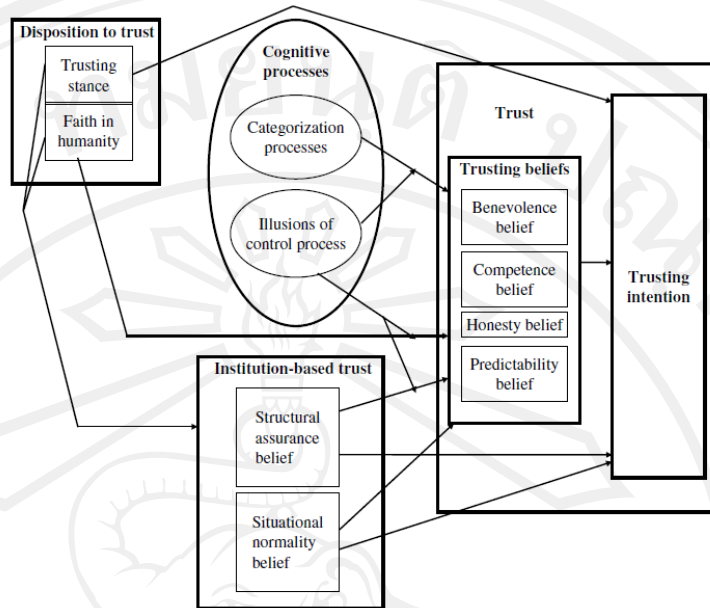 Disposition to trust
Trusting
stance
Faith in
humanity
Cognitive
processes
Categorization
processes
Illusions of
control process
Trust
Trusting beliefs
Benevolence
belief
Competence
belief
Honesty belief
Predictability
belief
Trusting
intention
Institution-based trust
Structural
assurance
belief
Situational
normality
belief